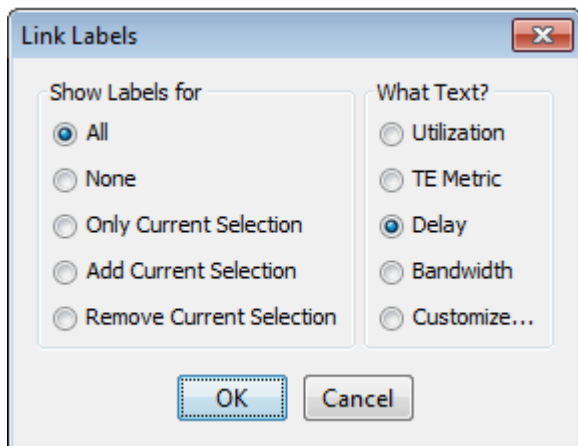 Link Labels
Show Labels for
All
None
Only Current Selection
Add Current Selection
Remove Current Selection
What Text?
Utilization
TE Metric
Delay
Bandwidth
Customize...
OK
Cancel